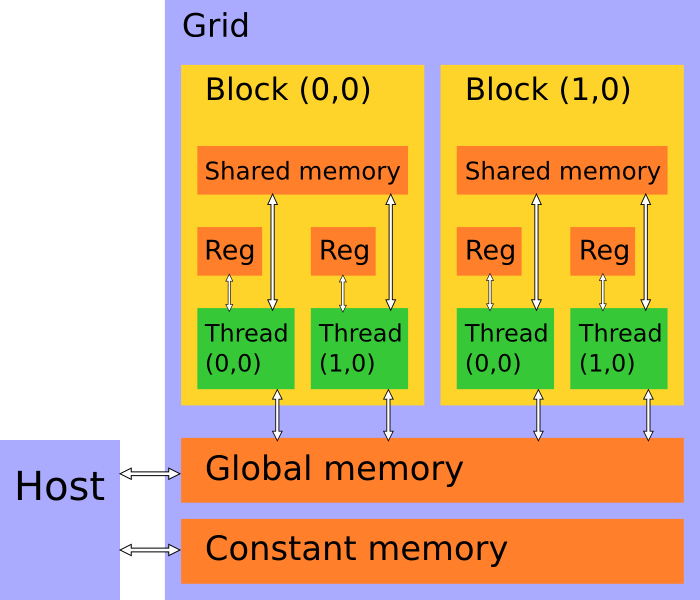 Grid
Block (0,0)
Block (1,0)
Shared memory
Shared memory
Reg
Reg
Reg
Reg
Thread
(0,0)
Thread
(1,0)
Thread
(0,0)
Thread
(1,0)
Host
Global memory
Constant memory